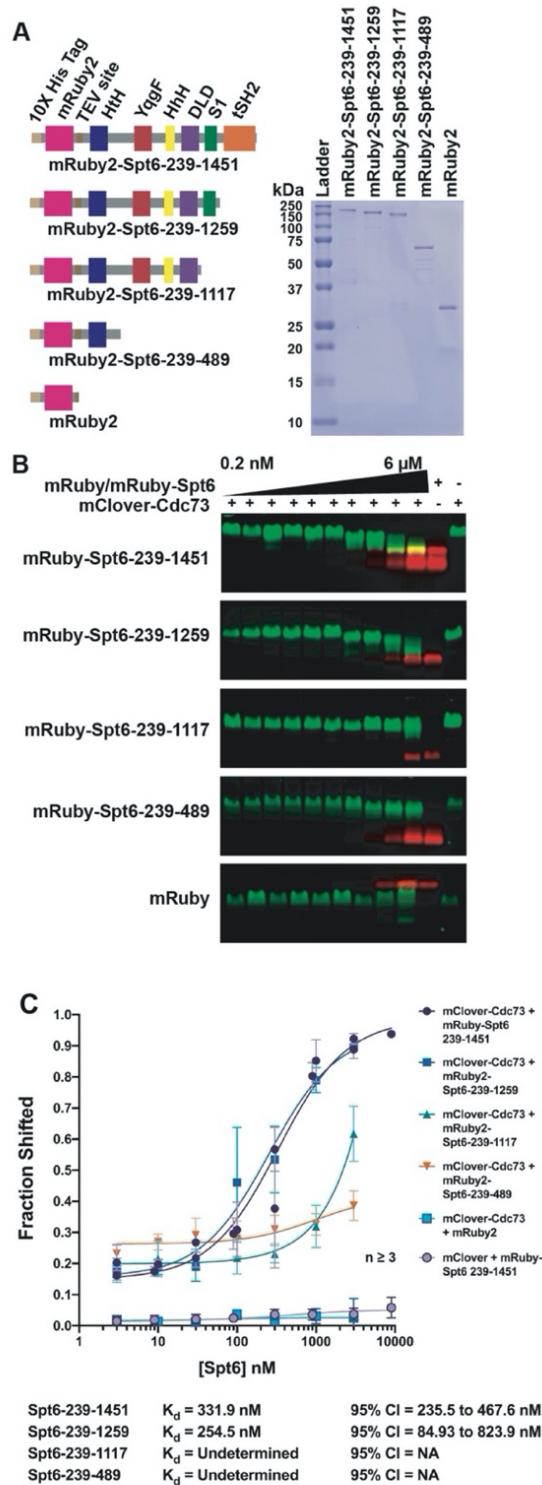 A
10X His Tag
mRuby2
TEV site
HtH
YqgF
HhH
DLD
S1
tSH2
mRuby2-Spt6-239-1451
mRuby2-Spt6-239-1259
mRuby2-Spt6-239-1117
mRuby2-Spt6-239-489
mRuby2
kDa
Ladder
mRuby2-Spt6-239-1451
mRuby2-Spt6-239-1259
mRuby2-Spt6-239-1117
mRuby2-Spt6-239-489
mRuby2
250
150
100
75
50
37
25
20
15
10
B
0.2 nM 6 µM
mRuby/mRuby-Spt6 + -
mClover-Cdc73 + + + + + + + + + + - +
mRuby-Spt6-239-1451
mRuby-Spt6-239-1259
mRuby-Spt6-239-1117
mRuby-Spt6-239-489
mRuby
C
Fraction Shifted
1.0
0.9
0.8
0.7
0.6
0.5
0.4
0.3
0.2
0.1
0.0
1 10 100 1000 10000
[Spt6] nM
n ≥ 3
mClover-Cdc73 +
mRuby-Spt6
239-1451
mClover-Cdc73 +
mRuby2-
Spt6-239-1259
mClover-Cdc73 +
mRuby2-
Spt6-239-1117
mClover-Cdc73 +
mRuby2-
Spt6-239-489
mClover-Cdc73
+ mRuby2
mClover + mRuby-
Spt6 239-1451
Spt6-239-1451 Kd = 331.9 nM 95% CI = 235.5 to 467.6 nM
Spt6-239-1259 Kd = 254.5 nM 95% CI = 84.93 to 823.9 nM
Spt6-239-1117 Kd = Undetermined 95% CI = NA
Spt6-239-489 Kd = Undetermined 95% CI = NA